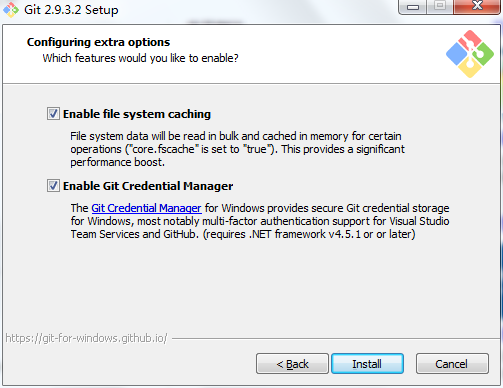 Git 2.9.3.2 Setup
Configuring extra options
Which features would you like to enable?
Enable file system caching
File system data will be read in bulk and cached in memory for certain
operations ("core.fscache" is set to "true"). This provides a significant
performance boost.
Enable Git Credential Manager
The Git Credential Manager for Windows provides secure Git credential storage
for Windows, most notably multi-factor authentication support for Visual Studio
Team Services and GitHub. (requires .NET framework v4.5.1 or or later)
https://git-for-windows.github.io/
< Back
Install
Cancel